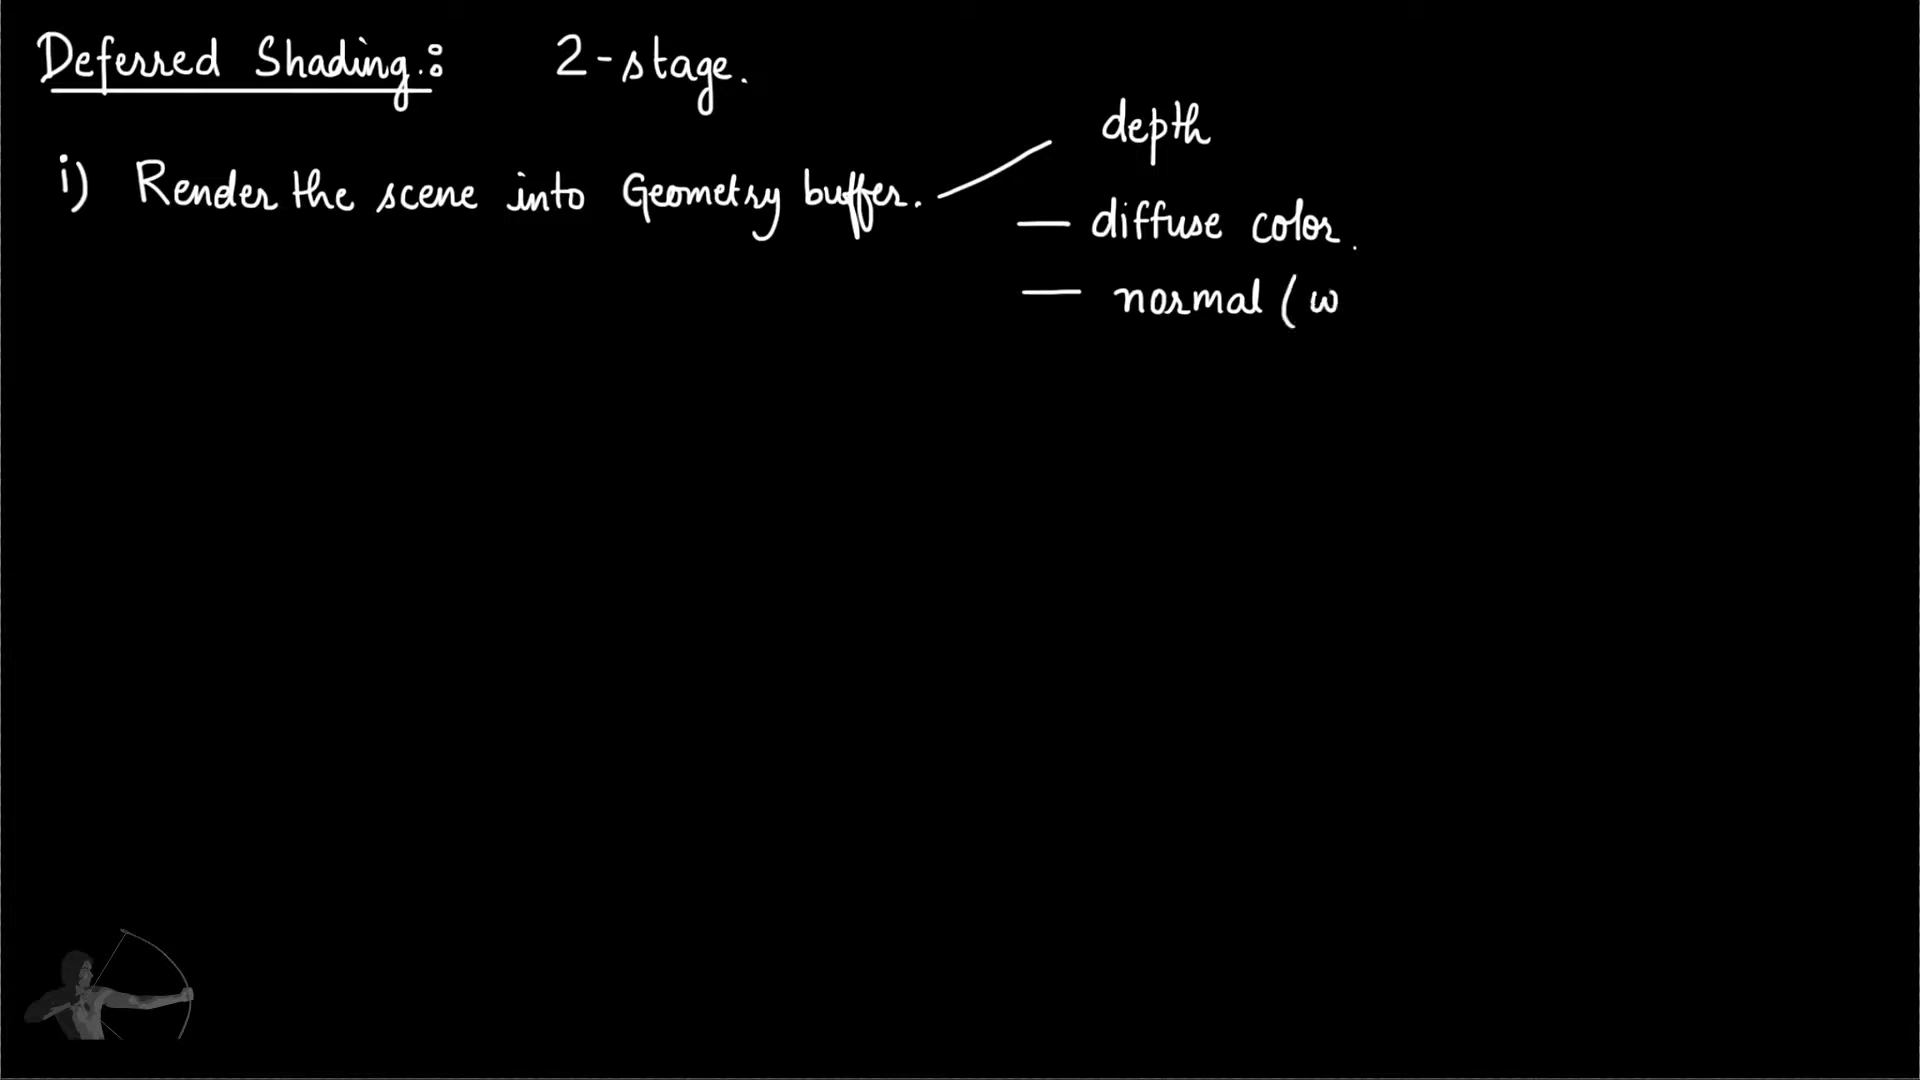 Deferred Shading: 2-stage.
i) Render the scene into Geometry buffer.
depth
— diffuse color.
— normal (w